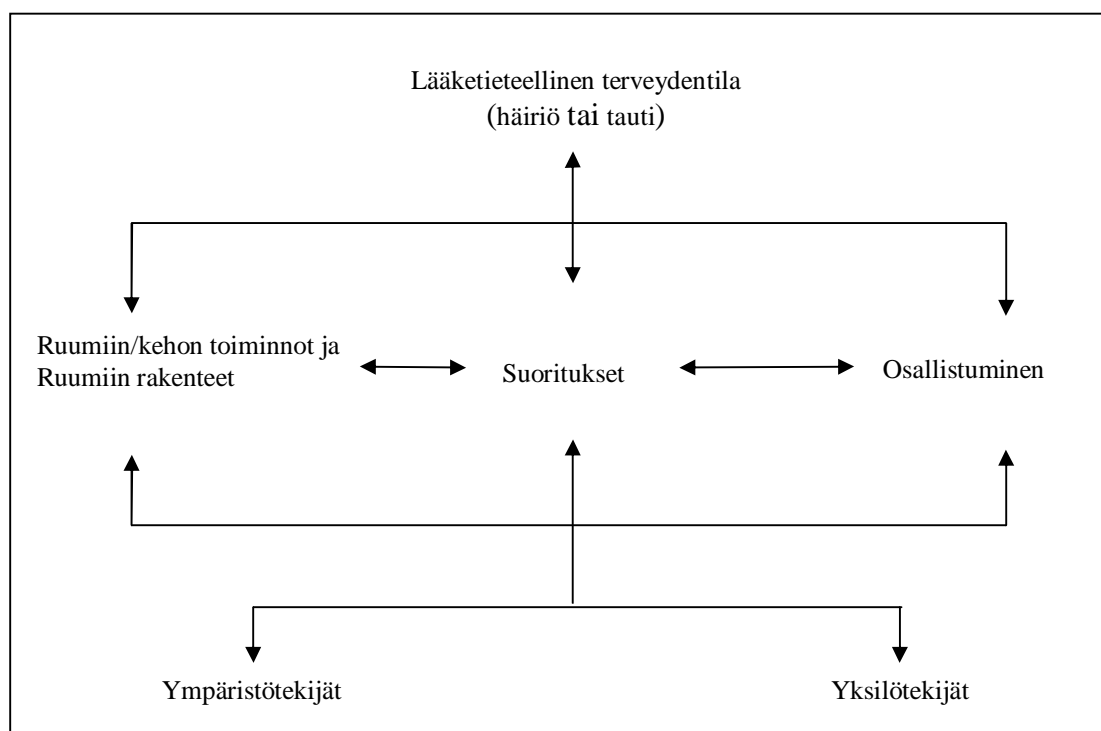 Lääketieteellinen terveydentila
(häiriö tai tauti)
Ruumiin/kehon toiminnot ja
Ruumiin rakenteet
Suoritukset
Osallistuminen
Ympäristötekijät
Yksilötekijät